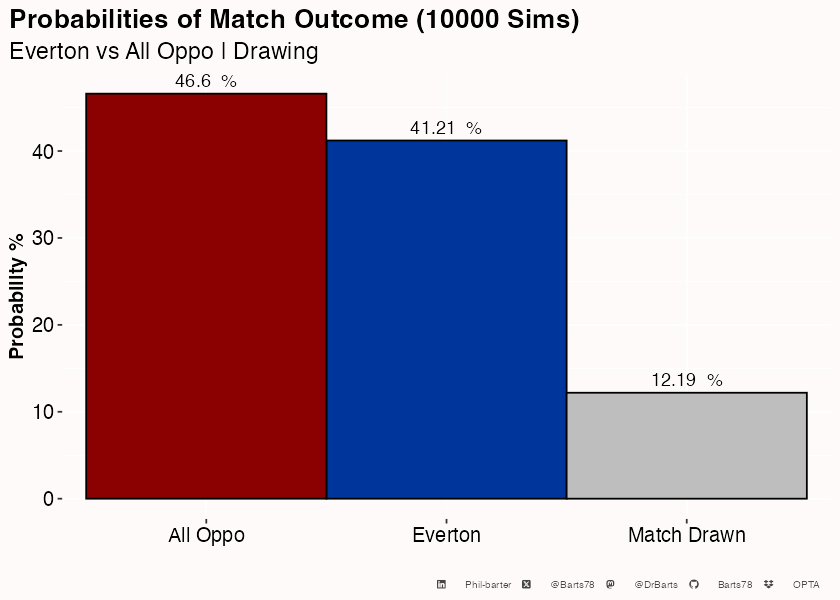 Probabilities of Match Outcome (10000 Sims)
Everton vs All Oppo | Drawing
46.6 %
41.21 %
12.19 %
Probability %
40
30
20
10
0
All Oppo
Everton
Match Drawn
Phil-barter @Barts78 @DrBarts Barts78 OPTA